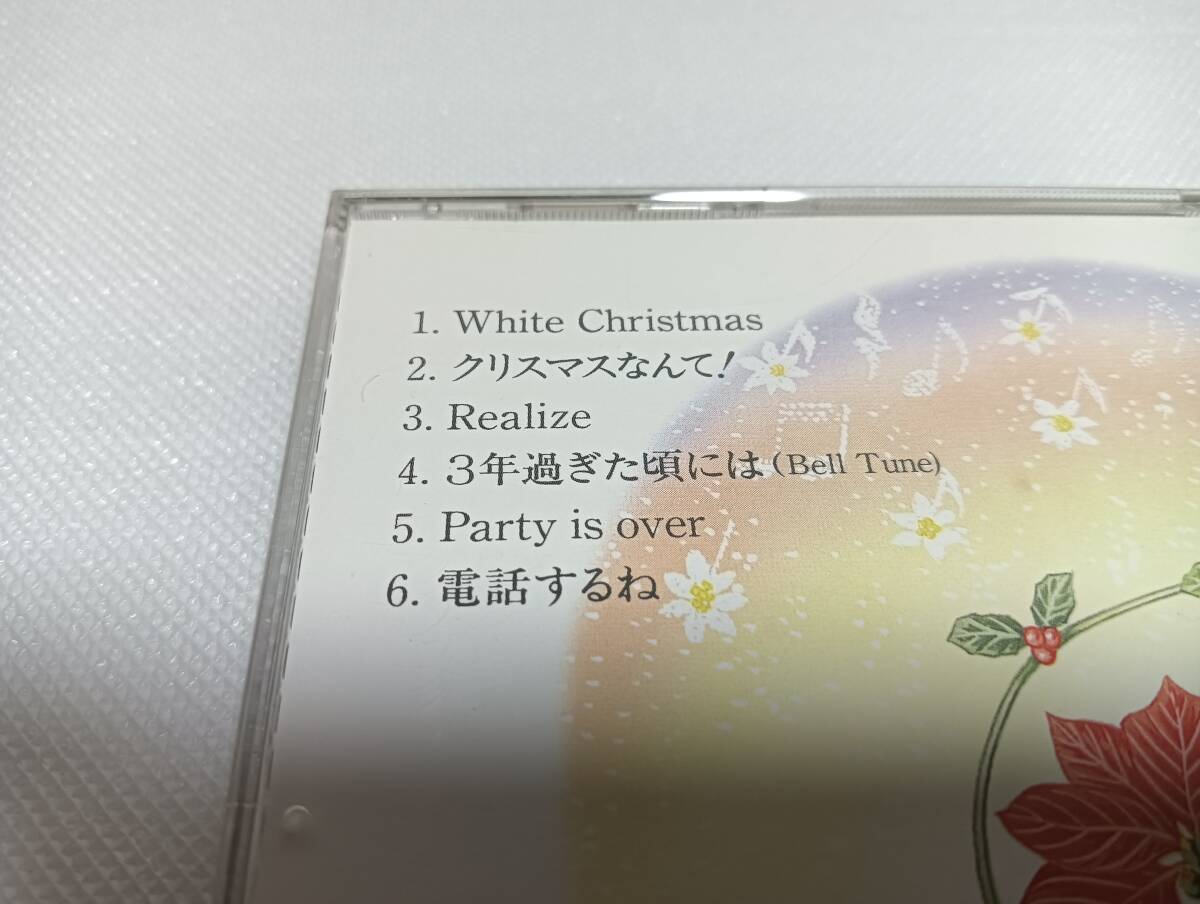 1. White Christmas
2. クリスマスなんて!
3. Realize
4. 3年過ぎた頃には (Bell Tune)
5. Party is over
6. 電話するね